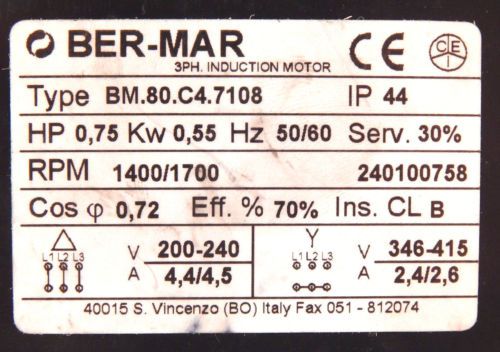 BER-MAR CE CEI
3PH. INDUCTION MOTOR
Type BM.80.C4.7108 IP 44
HP 0,75 Kw 0,55 Hz 50/60 Serv. 30%
RPM 1400/1700 240100758
Cos φ 0,72 Eff. % 70% Ins. CL B
△ V 200-240 Y V 346-415
L1 L2 L3 A 4,4/4,5 L1 L2 L3 A 2,4/2,6
40015 S. Vincenzo (BO) Italy Fax 051 - 812074